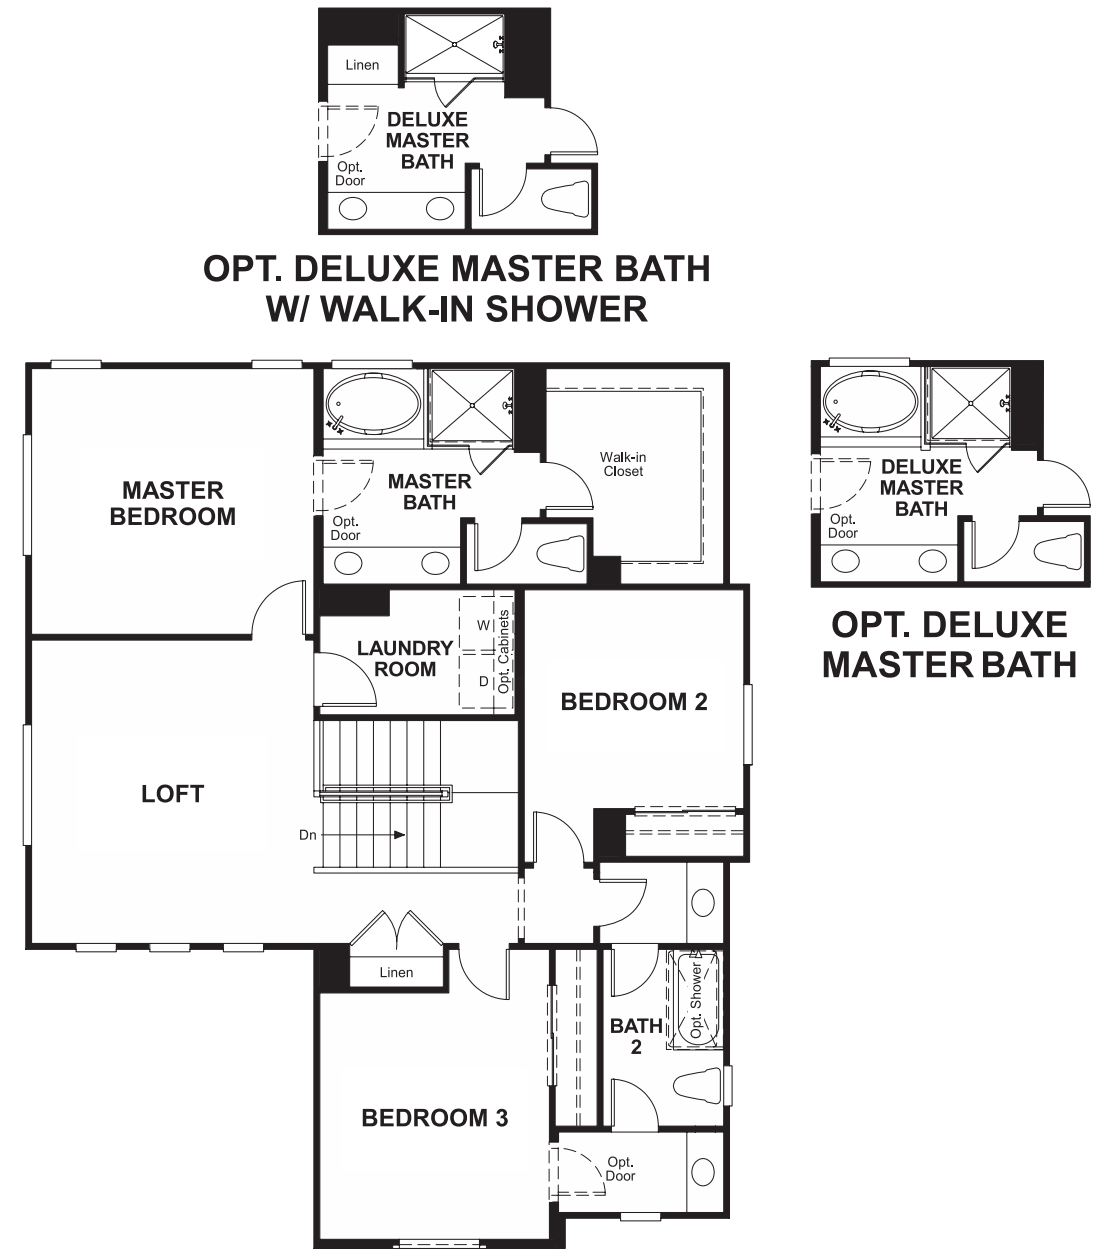 Linen
DELUXE
MASTER
BATH
Opt.
Door
OPT. DELUXE MASTER BATH
W/ WALK-IN SHOWER
MASTER
BEDROOM
MASTER
BATH
Opt.
Door
Walk-in
Closet
DELUXE
MASTER
BATH
Opt.
Door
OPT. DELUXE
MASTER BATH
LAUNDRY
ROOM
W
D
Opt. Cabinets
BEDROOM 2
LOFT
Dn
Linen
BATH
2
Opt. Shower
BEDROOM 3
Opt.
Door